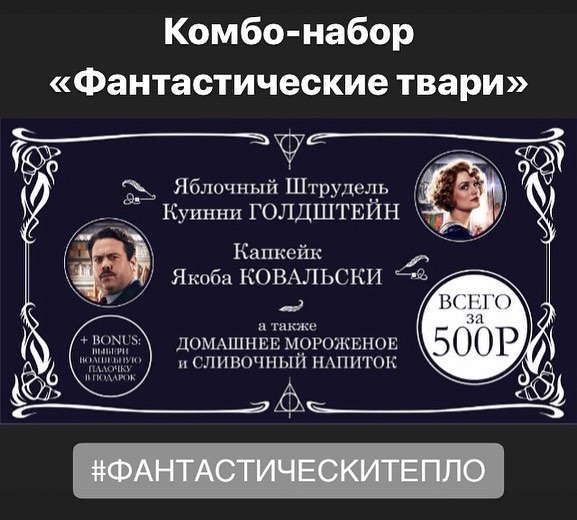 Комбо-набор
«Фантастические твари»
Яблочный Штрудель
Куинни ГОЛДШТЕЙН
Капкейк
Якоба КОВАЛЬСКИ
а также
ДОМАШНЕЕ МОРОЖЕНОЕ
и СЛИВОЧНЫЙ НАПИТОК
+ BONUS:
ВЫБЕРИ
ВОЛШЕБНУЮ
ПАЛОЧКУ
В ПОДАРОК
ВСЕГО
за
500Р
#ФАНТАСТИЧЕСКИТЕПЛО